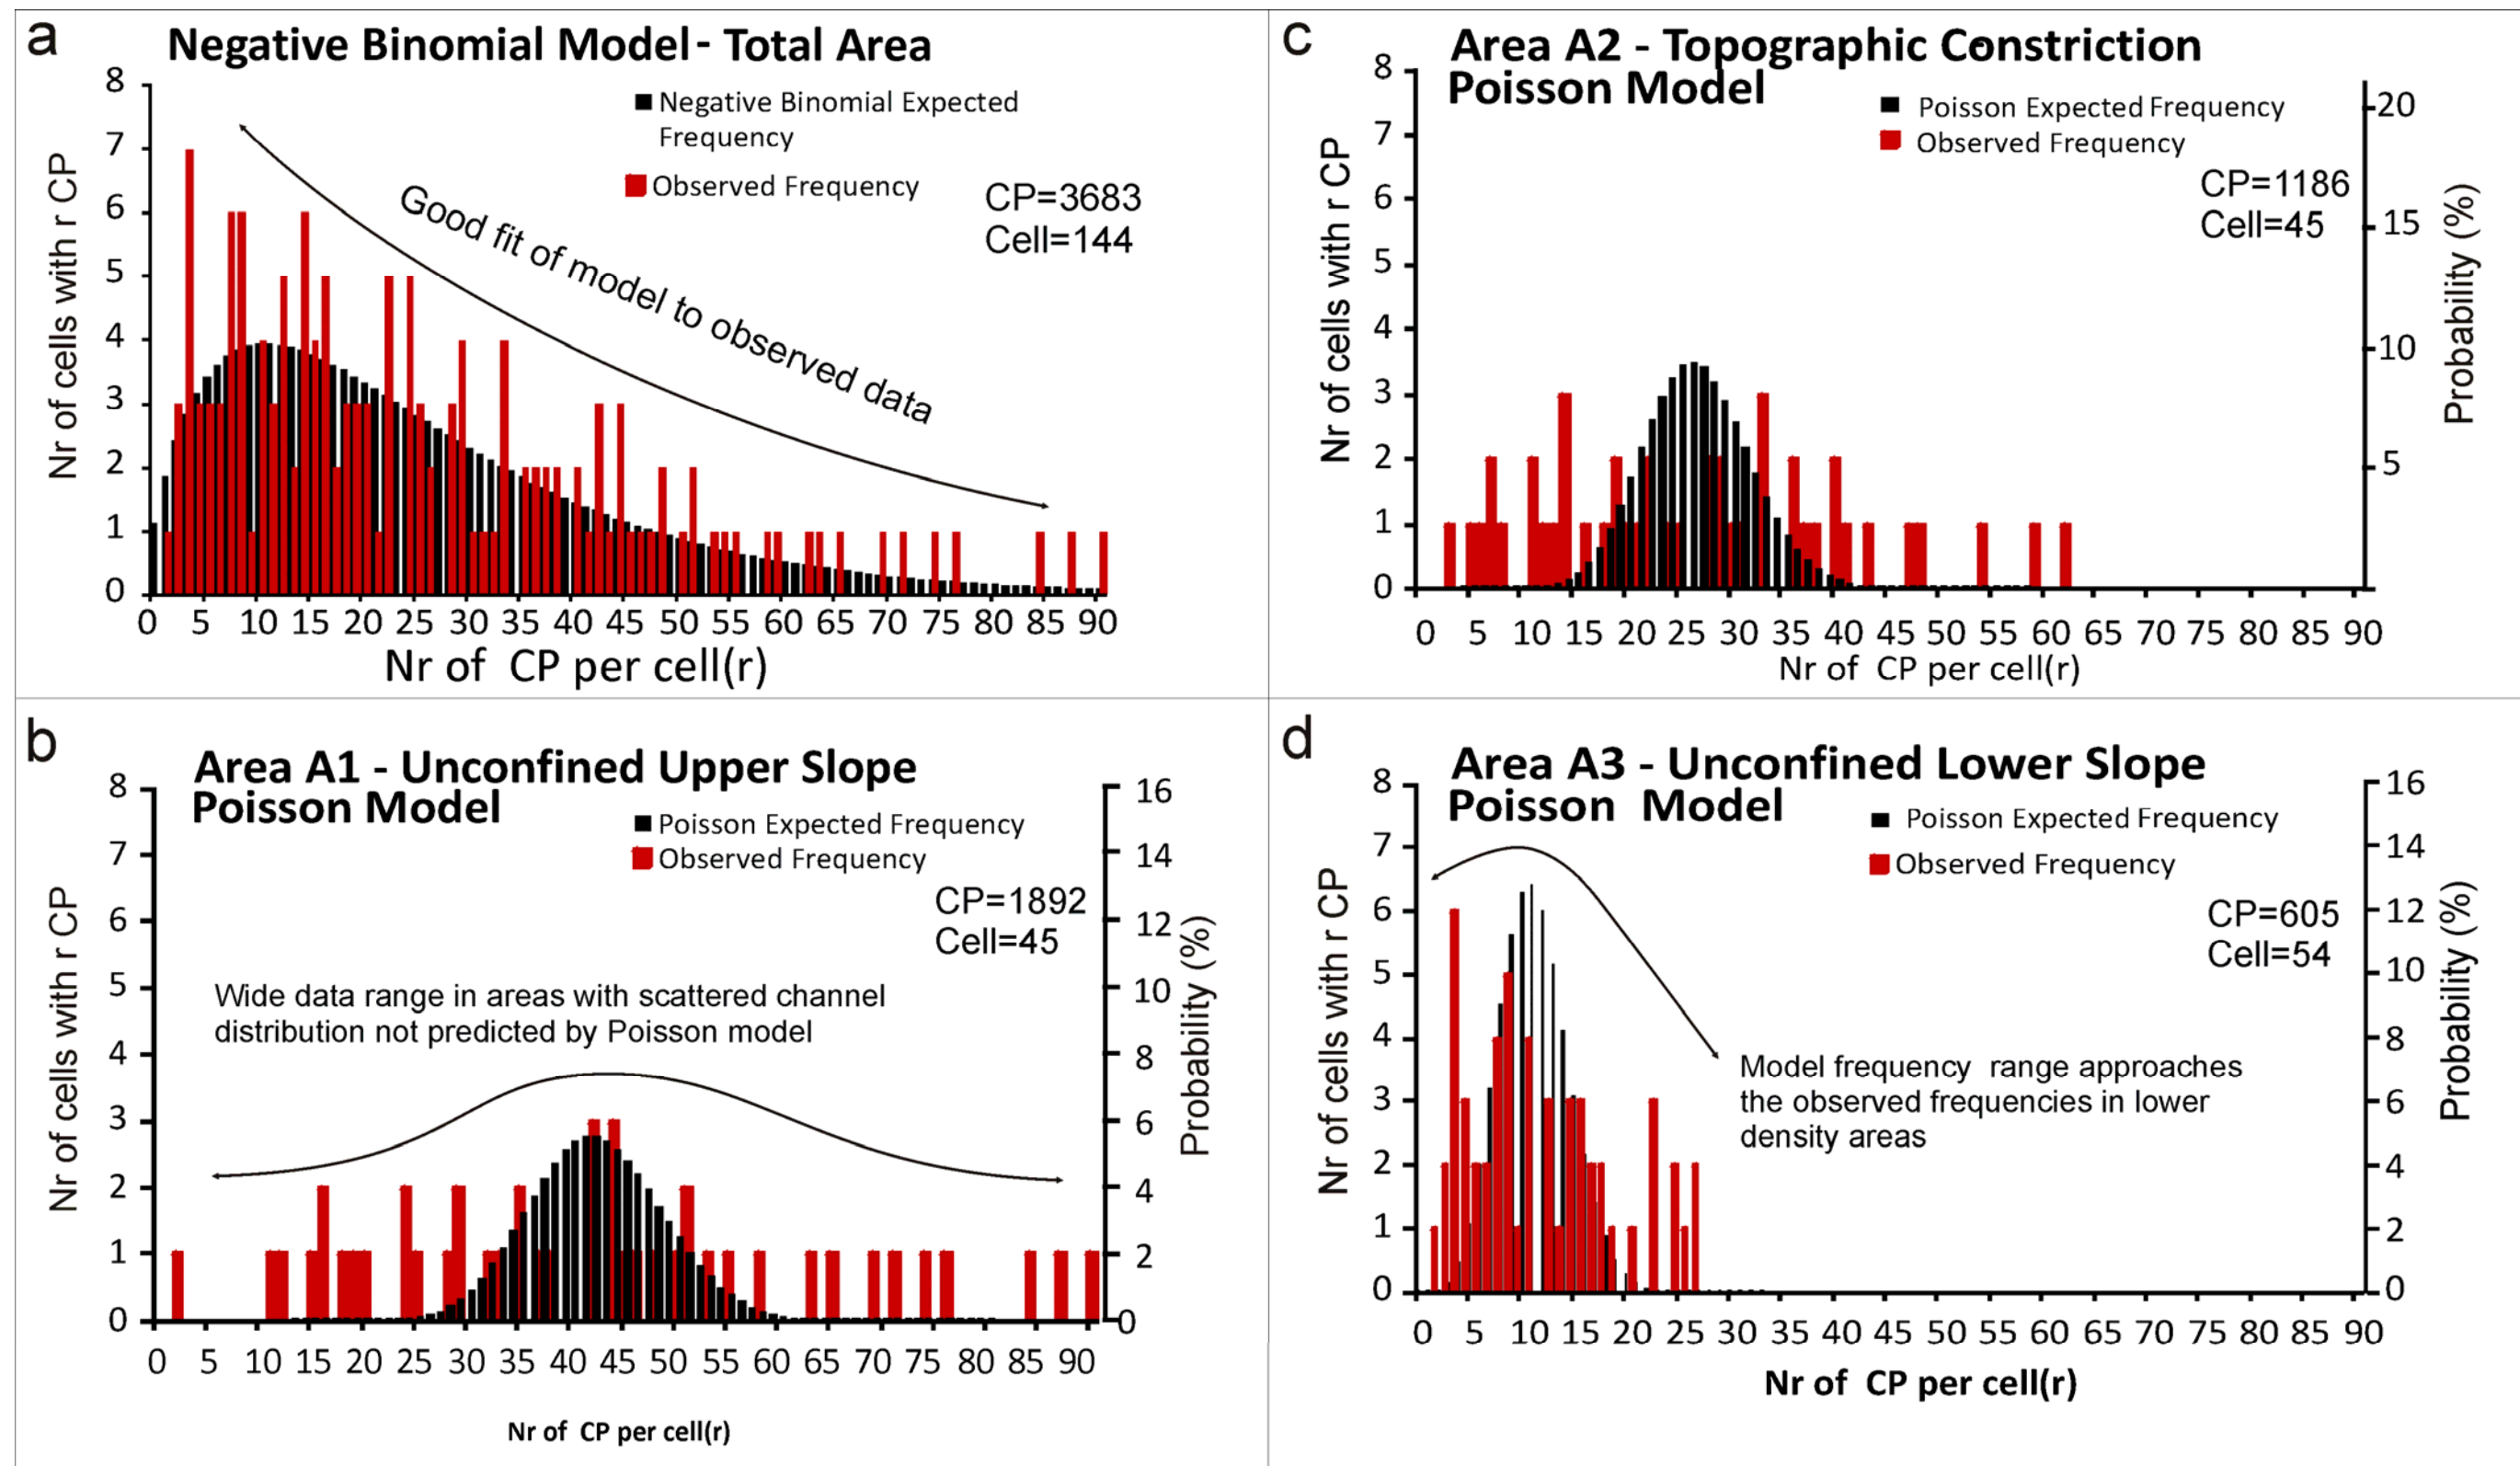 a
Negative Binomial Model - Total Area
Negative Binomial Expected
Frequency
Observed Frequency
CP=3683
Cell=144
Good fit of model to observed data
Nr of cells with r CP
8
7
6
5
4
3
2
1
0
0 5 10 15 20 25 30 35 40 45 50 55 60 65 70 75 80 85 90
Nr of CP per cell(r)
c
Area A2 - Topographic Constriction
Poisson Model
Poisson Expected Frequency
Observed Frequency
CP=1186
Cell=45
Nr of cells with r CP
8
7
6
5
4
3
2
1
0
20
15
10
5
Probability (%)
0 5 10 15 20 25 30 35 40 45 50 55 60 65 70 75 80 85 90
Nr of CP per cell(r)
b
Area A1 - Unconfined Upper Slope
Poisson Model
Poisson Expected Frequency
Observed Frequency
CP=1892
Cell=45
Wide data range in areas with scattered channel
distribution not predicted by Poisson model
Nr of cells with r CP
8
7
6
5
4
3
2
1
0
16
14
12
10
8
6
4
2
0
Probability (%)
0 5 10 15 20 25 30 35 40 45 50 55 60 65 70 75 80 85 90
Nr of CP per cell(r)
d
Area A3 - Unconfined Lower Slope
Poisson Model
Poisson Expected Frequency
Observed Frequency
CP=605
Cell=54
Model frequency range approaches
the observed frequencies in lower
density areas
Nr of cells with r CP
8
7
6
5
4
3
2
1
0
16
14
12
10
8
6
4
2
0
Probability (%)
0 5 10 15 20 25 30 35 40 45 50 55 60 65 70 75 80 85 90
Nr of CP per cell(r)